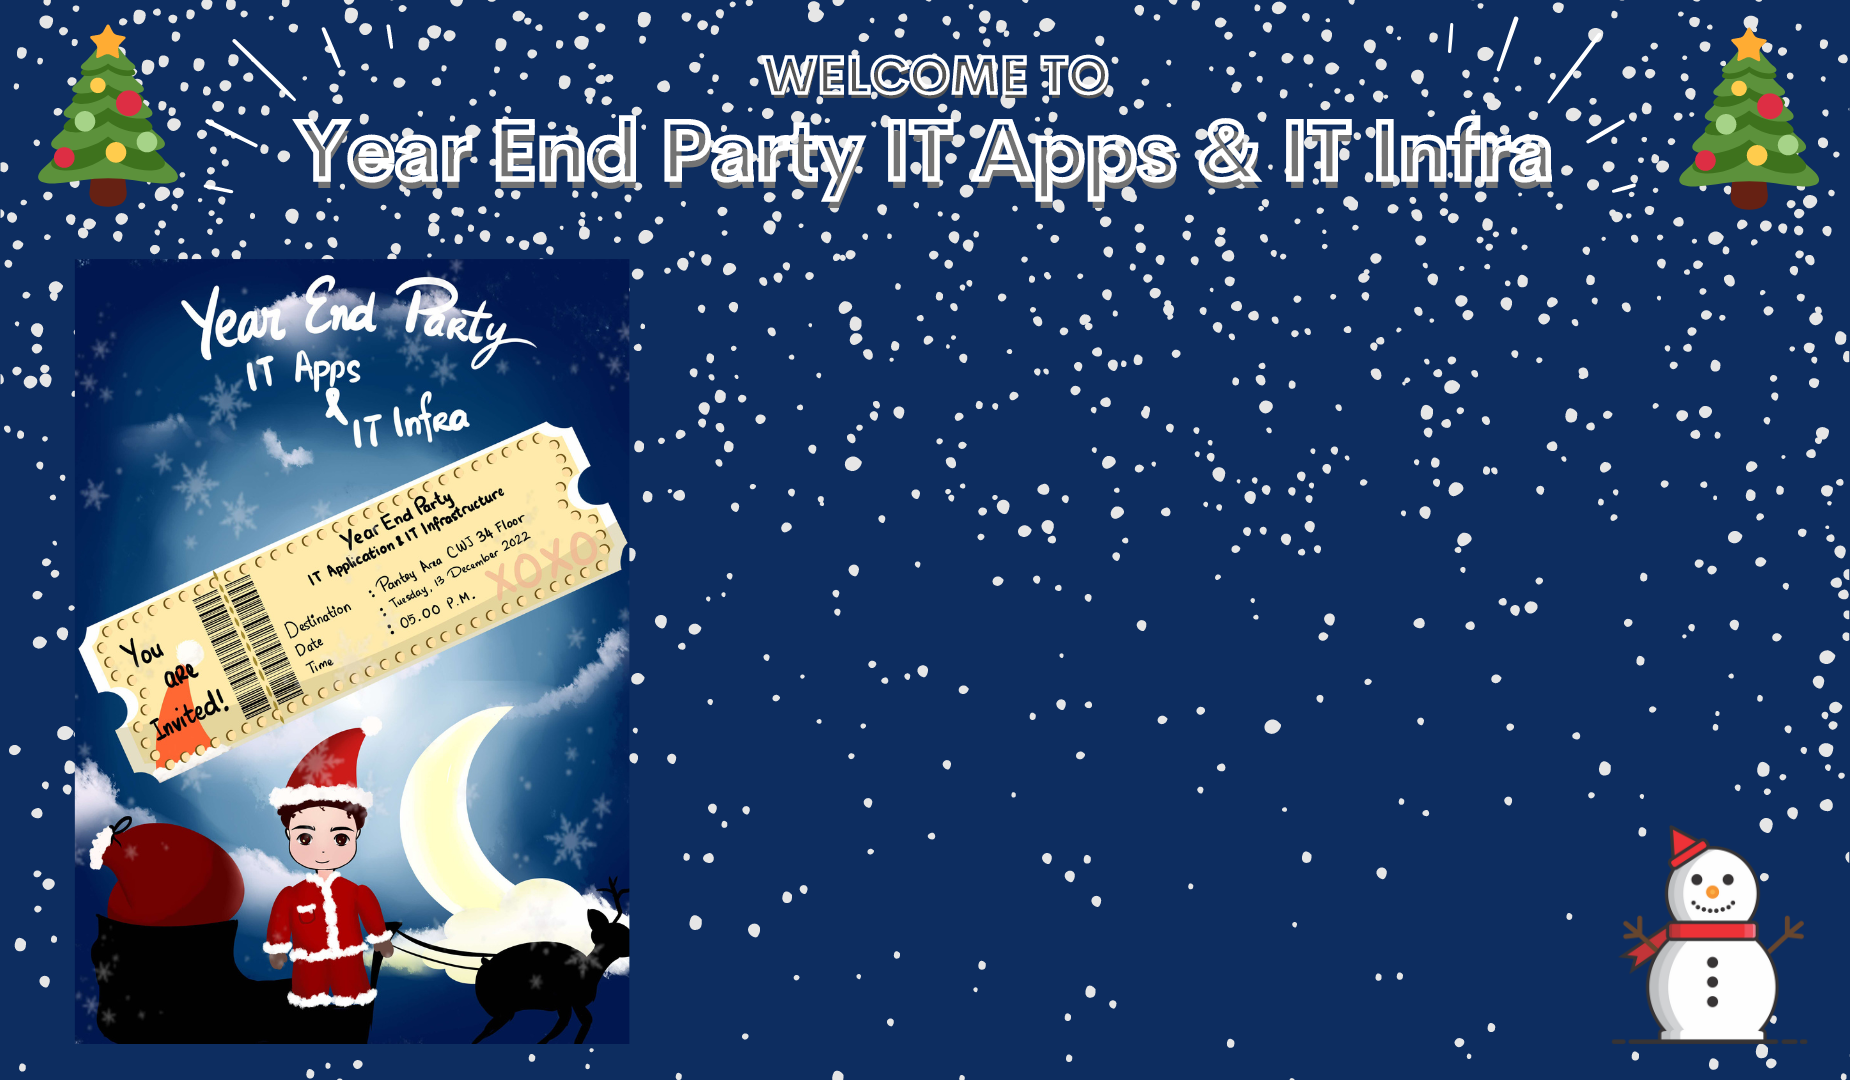 WELCOME TO
Year End Party IT Apps & IT Infra
Year End Party
IT Apps
&
IT Infra
Year End Party
IT Application & IT Infrastructure
Destination : Pantry Area CWJ 34 Floor
Date : Tuesday, 13 December 2022
Time : 05.00 P.M.
XOXO
You
are
Invited!